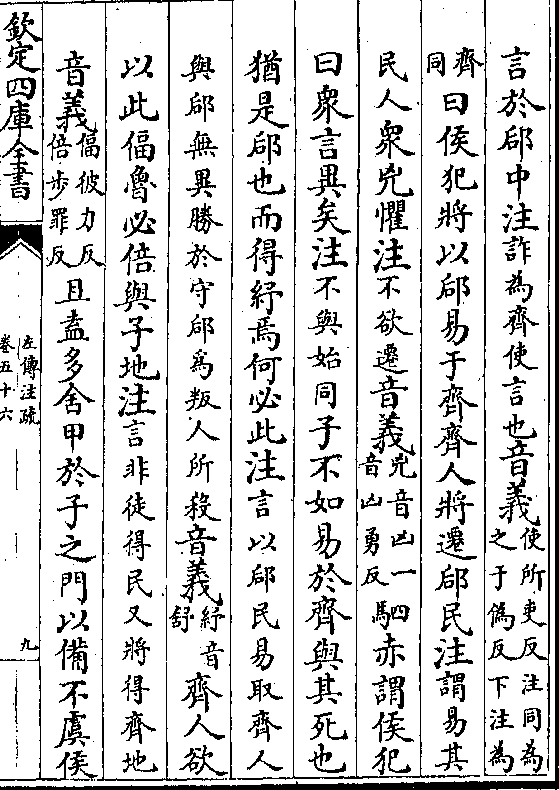 言於郈中注詐為齊使言也音義使所吏反注同為之于偽反下注為
齊同曰侯犯將以郈易于齊齊人將遷郈民注謂易其
民人衆兇懼注不欲遷音義兇音凶一音凶勇反駟赤謂侯犯
曰衆言異矣注不與始同子不如易於齊與其死也
猶是郈也而得紓焉何必此注言以郈民易取齊人
與郈無異勝於守郈為叛人所殺音義紓音舒齊人欲
以此偪魯必倍與子地注言非徒得民又將得齊地
音義偪彼力反倍步罪反且盍多舍甲於子之門以備不虞侯
欽定四庫全書
左傳注疏
卷五十六
九